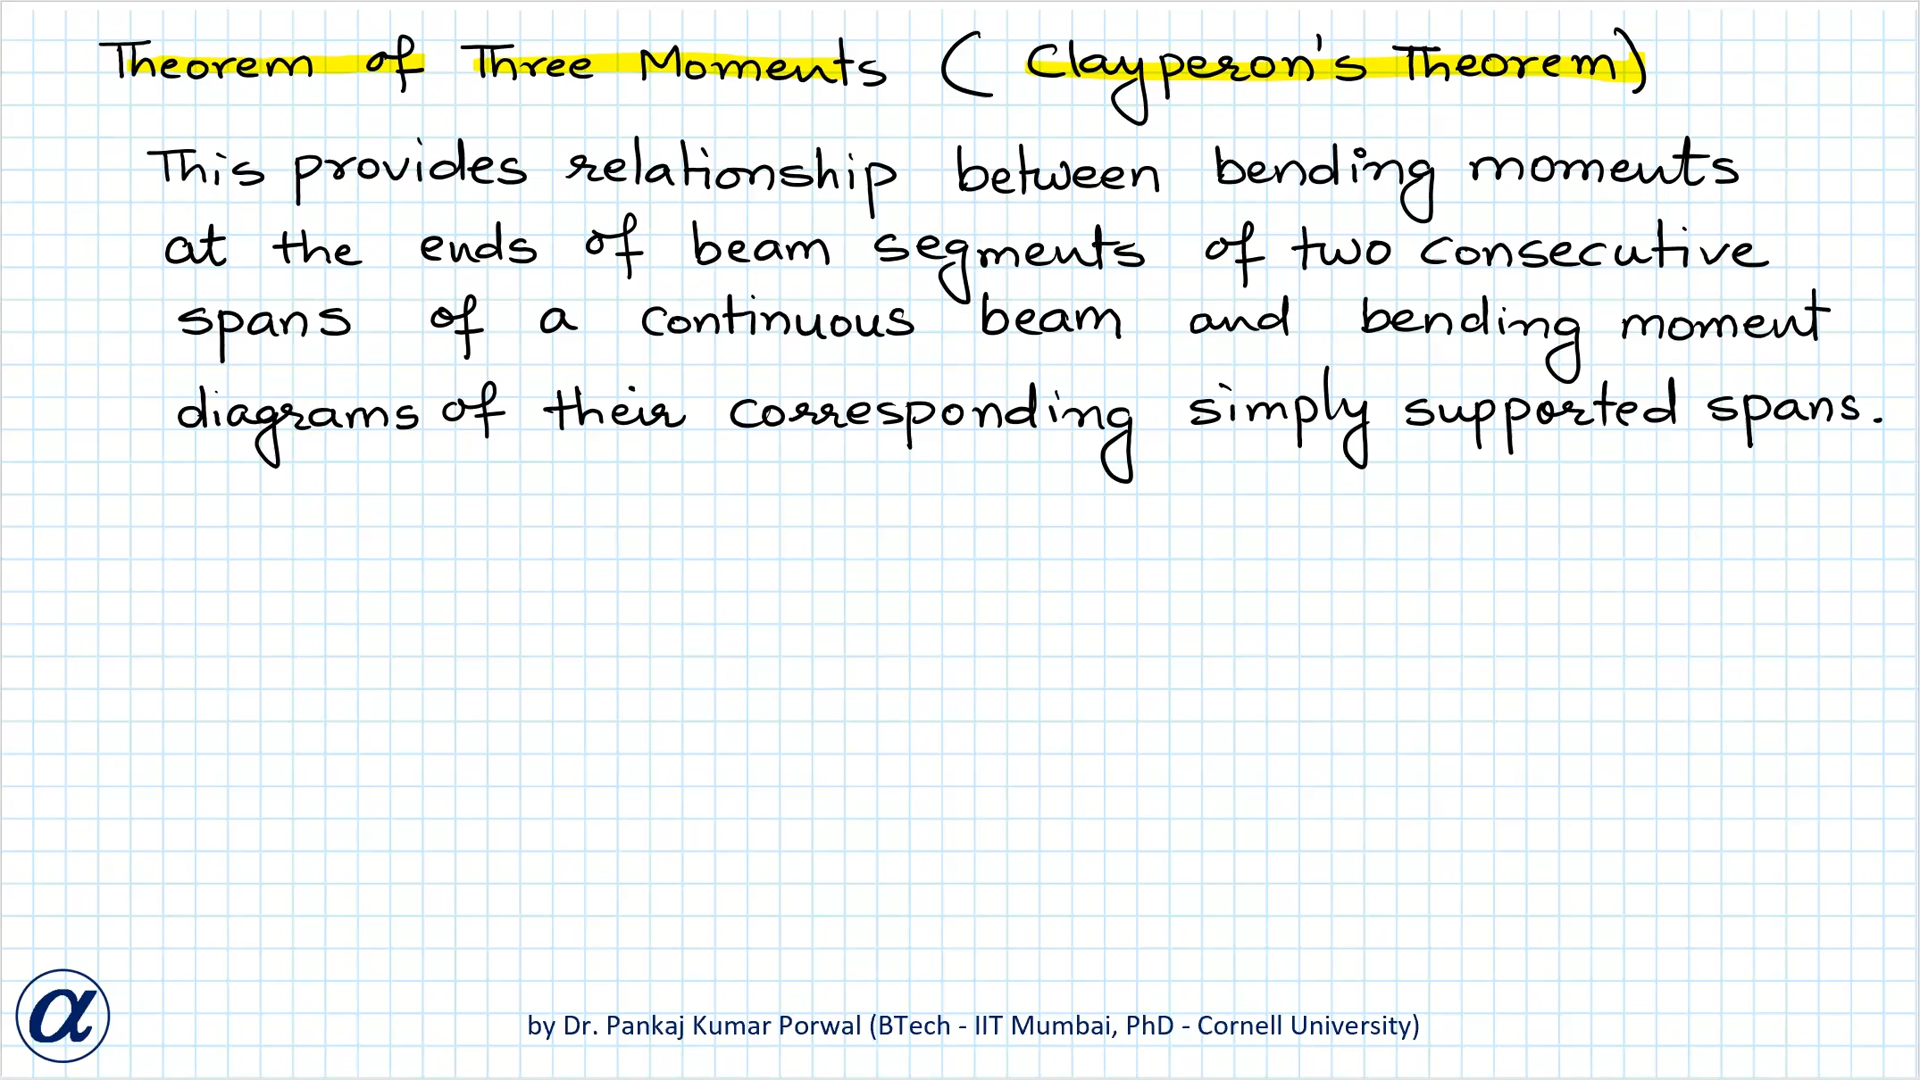 Theorem of Three Moments ( Clayperon's Theorem)
This provides relationship between bending moments
at the ends of beam segments of two consecutive
spans of a continuous beam and bending moment
diagrams of their corresponding simply supported spans.
α
by Dr. Pankaj Kumar Porwal (BTech - IIT Mumbai, PhD - Cornell University)